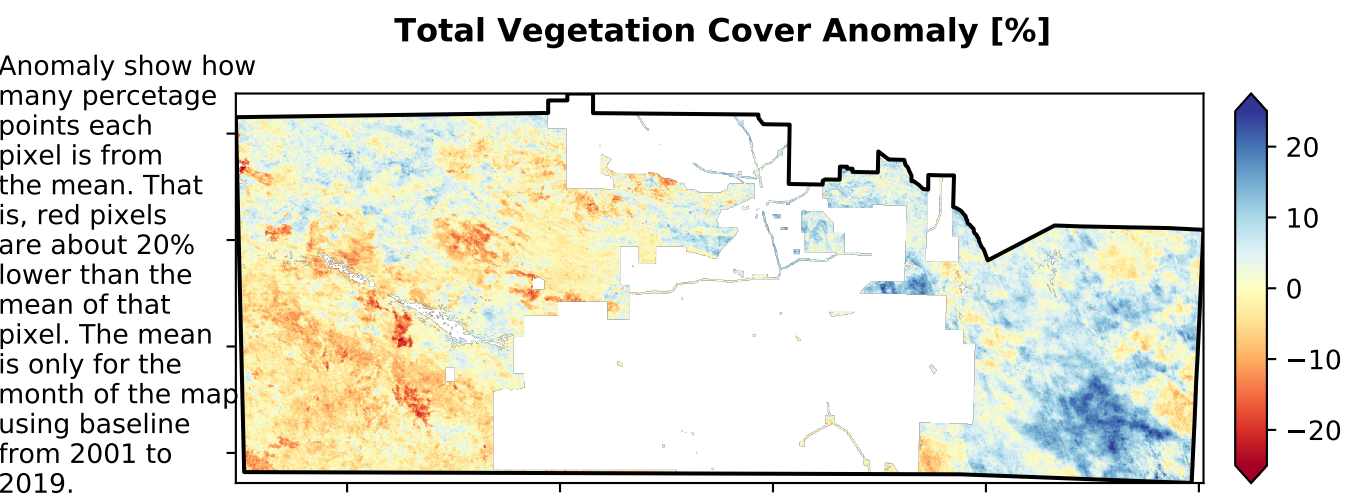 Total Vegetation Cover Anomaly [%]
Anomaly show how
many percetage
points each
pixel is from
the mean. That
is, red pixels
are about 20%
lower than the
mean of that
pixel. The mean
is only for the
month of the map
using baseline
from 2001 to
2019.
20
10
0
−10
−20